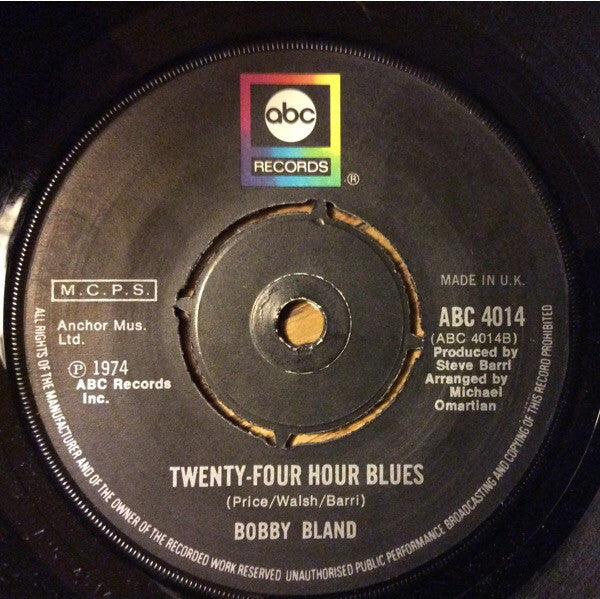 abc
RECORDS
®
M.C.P.S.
Anchor Mus.
Ltd.
℗ 1974
ABC Records
Inc.
MADE IN U.K.
ABC 4014
(ABC 4014B)
Produced by
Steve Barri
Arranged by
Michael
Omartian
TWENTY-FOUR HOUR BLUES
(Price/Walsh/Barri)
BOBBY BLAND
ALL RIGHTS OF THE MANUFACTURER AND OF THE OWNER OF THE RECORDED WORK RESERVED UNAUTHORISED PUBLIC PERFORMANCE BROADCASTING AND COPYING OF THIS RECORD PROHIBITED